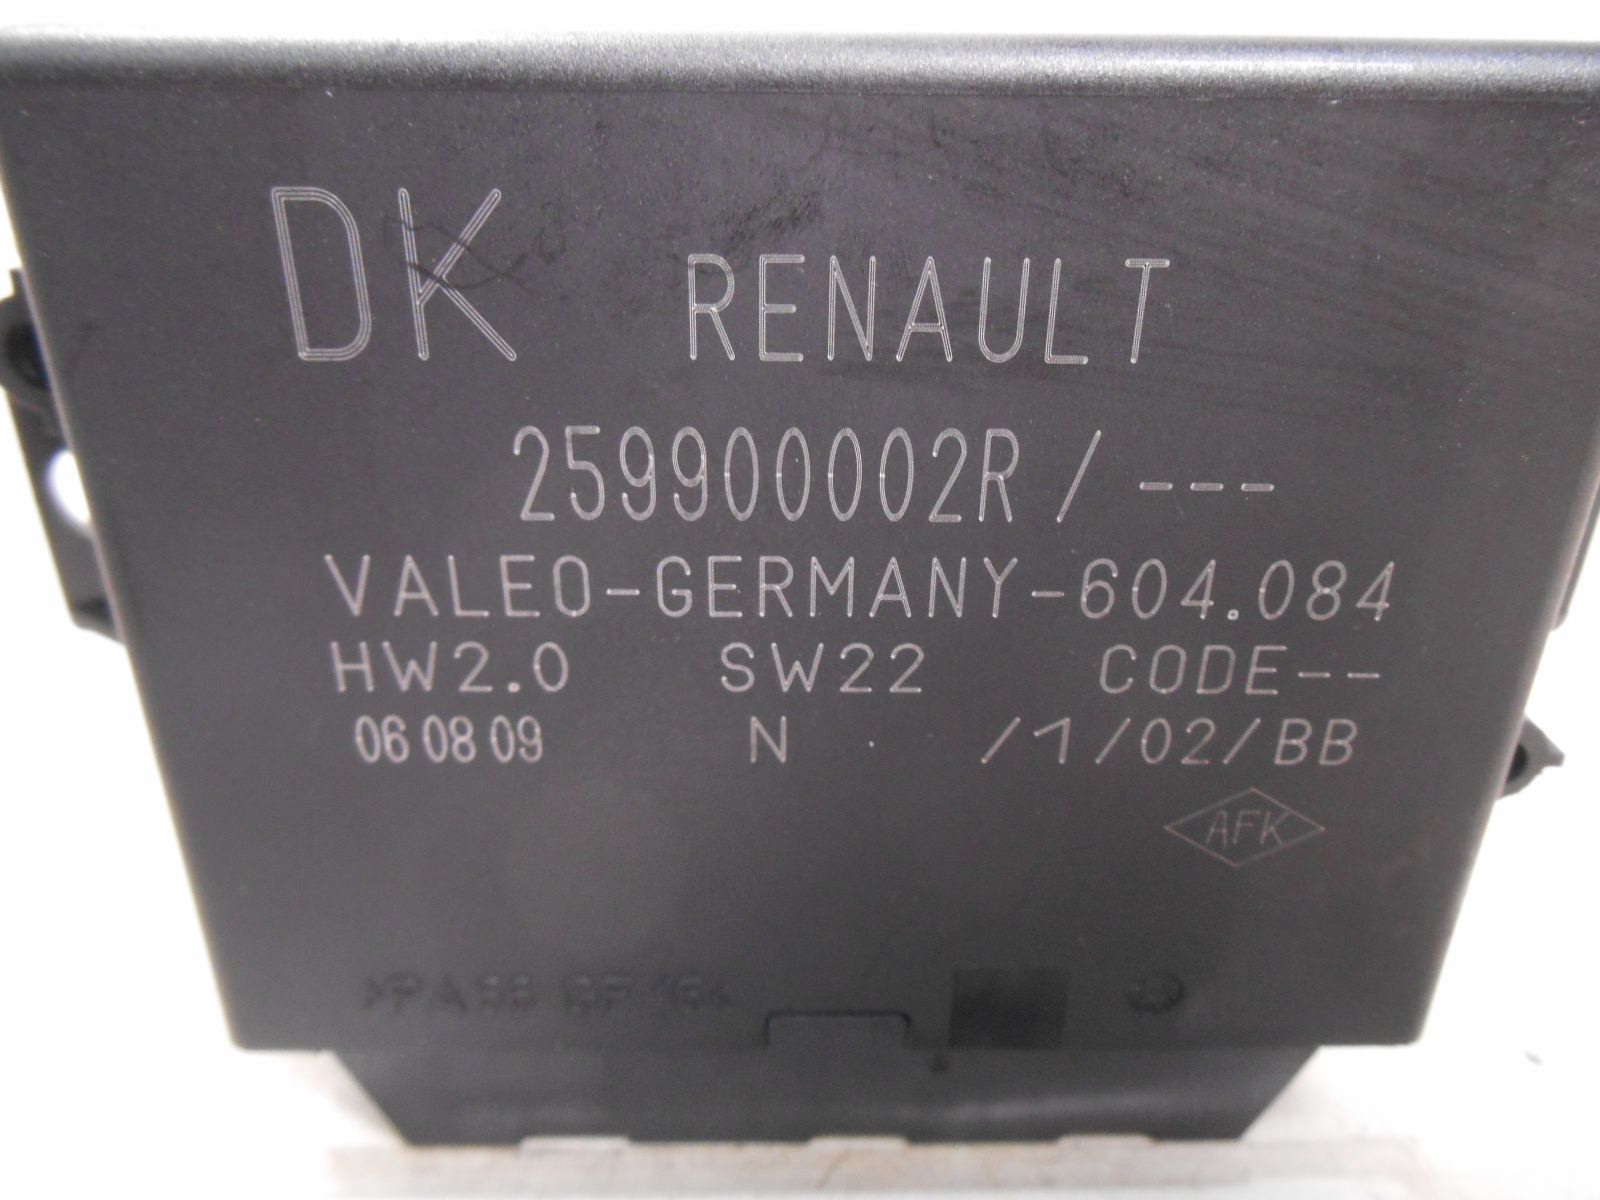 DK RENAULT
259900002R / ---
VALEO-GERMANY-604.084
HW2.0 SW22 CODE--
06 08 09 N /1/02/BB
AFK